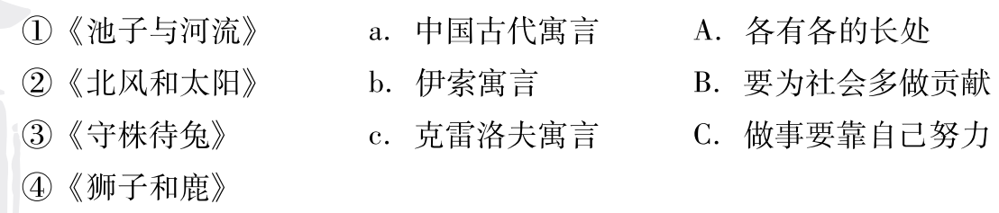 ①《池子与河流》 a. 中国古代寓言 A. 各有各的长处
②《北风和太阳》 b. 伊索寓言 B. 要为社会多做贡献
③《守株待兔》 c. 克雷洛夫寓言 C. 做事要靠自己努力
④《狮子和鹿》